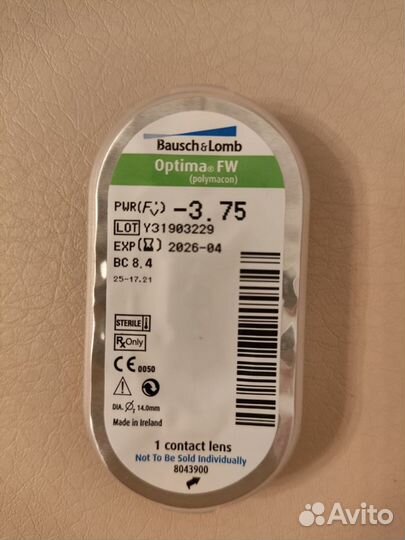 Bausch & Lomb
Optima® FW
(polymacon)
PWR(Fv) -3.75
LOT Y31903229
EXP 2026-04
BC 8.4
25-17.21
STERILE
Rx Only
CE 0050
DIA. Ø 14.0mm
Made in Ireland
1 contact lens
Not To Be Sold Individually
8043900
Avito